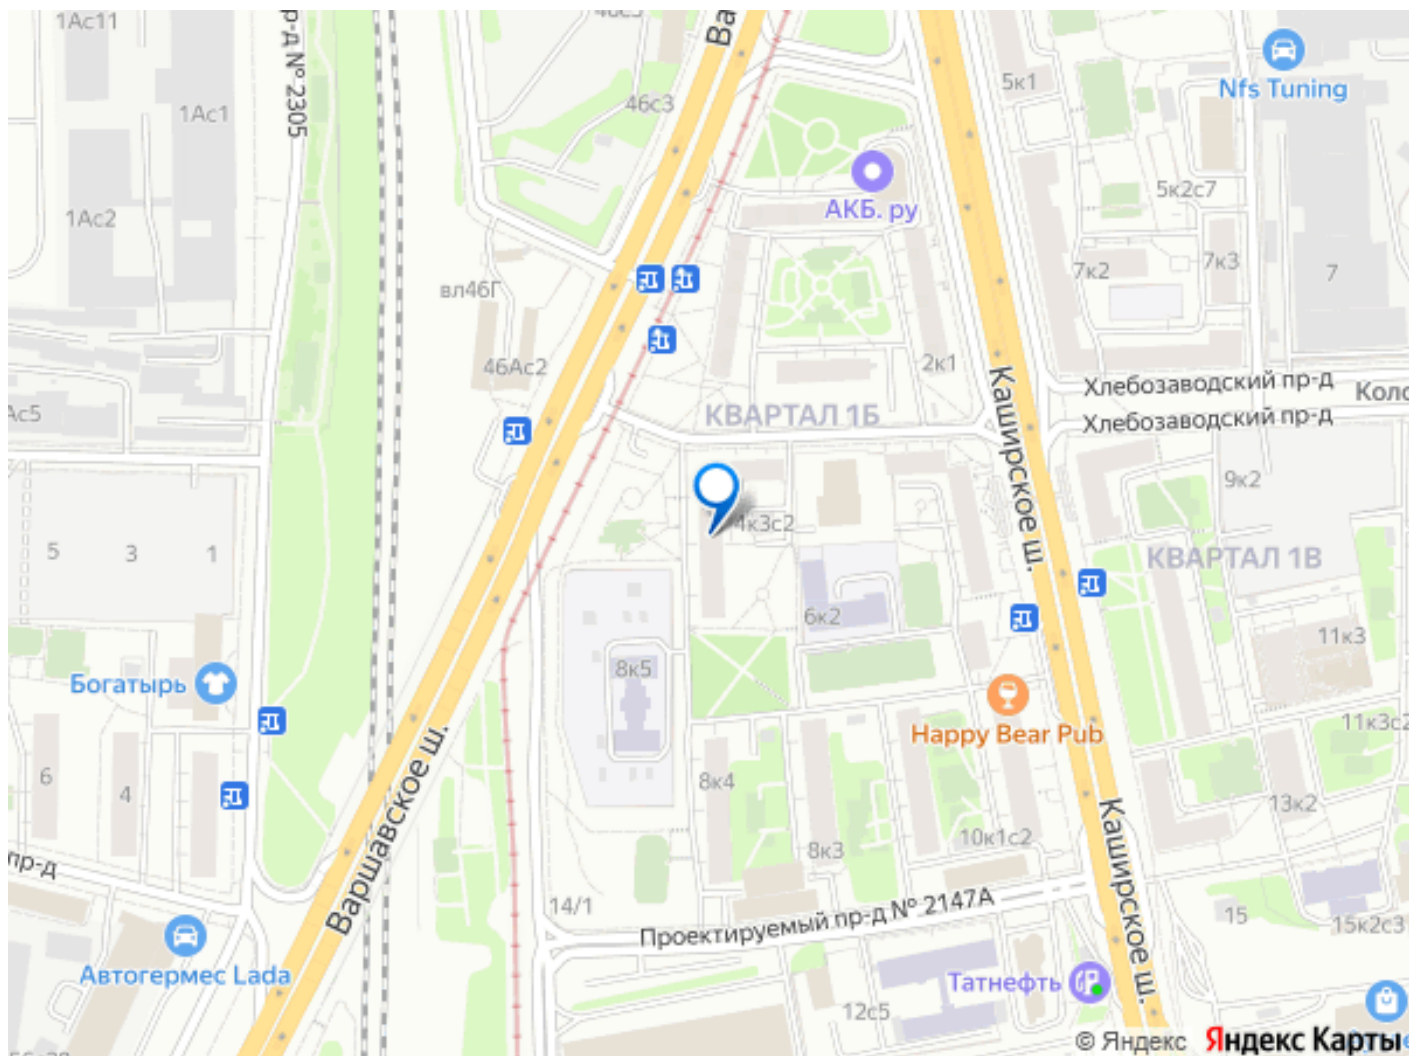 1Ас11
р-д № 2305
46с3
Ва
5к1
Nfs Tuning
1Ас1
АКБ. ру
5к2с7
1Ас2
вл46Г
7к2
7к3
7
46Ас2
2к1
Каширское ш.
Хлебозаводский пр-д
Коло
Ас5
КВАРТАЛ 1Б
Хлебозаводский пр-д
9к2
4к3с2
5
3
1
КВАРТАЛ 1В
6к2
11к3
8к5
Богатырь
11к3с2
Happy Bear Pub
6
4
8к4
13к2
Варшавское ш.
8к3
10к1с2
Каширское ш.
пр-д
14/1
Проектируемый пр-д № 2147А
15
15к2с3
Автогермес Lada
Татнефть
12с5
© Яндекс Яндекс Карты